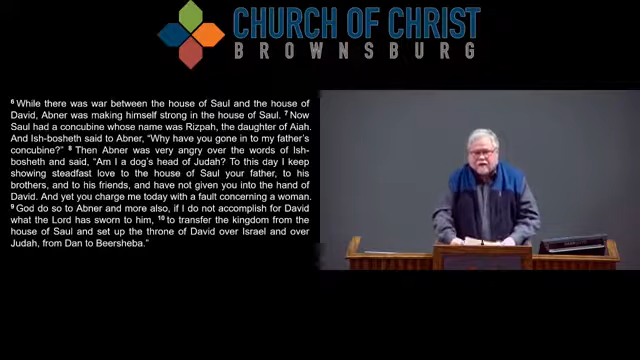 CHURCH OF CHRIST
BROWNSBURG
⁶ While there was war between the house of Saul and the house of
David, Abner was making himself strong in the house of Saul. ⁷ Now
Saul had a concubine whose name was Rizpah, the daughter of Aiah.
And Ish-bosheth said to Abner, “Why have you gone in to my father’s
concubine?” ⁸ Then Abner was very angry over the words of Ish-
bosheth and said, “Am I a dog’s head of Judah? To this day I keep
showing steadfast love to the house of Saul your father, to his
brothers, and to his friends, and have not given you into the hand of
David. And yet you charge me today with a fault concerning a woman.
⁹ God do so to Abner and more also, if I do not accomplish for David
what the Lord has sworn to him, ¹⁰ to transfer the kingdom from the
house of Saul and set up the throne of David over Israel and over
Judah, from Dan to Beersheba.”